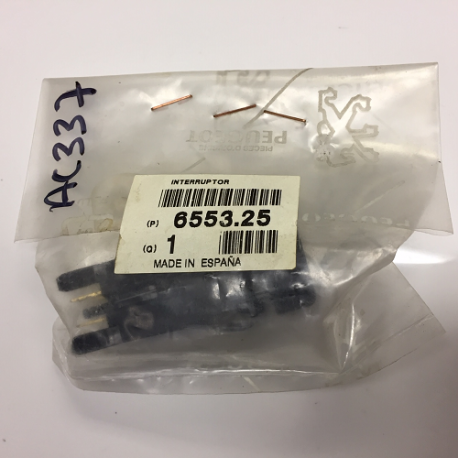 AC337
PEUGEOT
INTERRUPTOR
(P) 6553.25
(Q) 1
MADE IN ESPAÑA